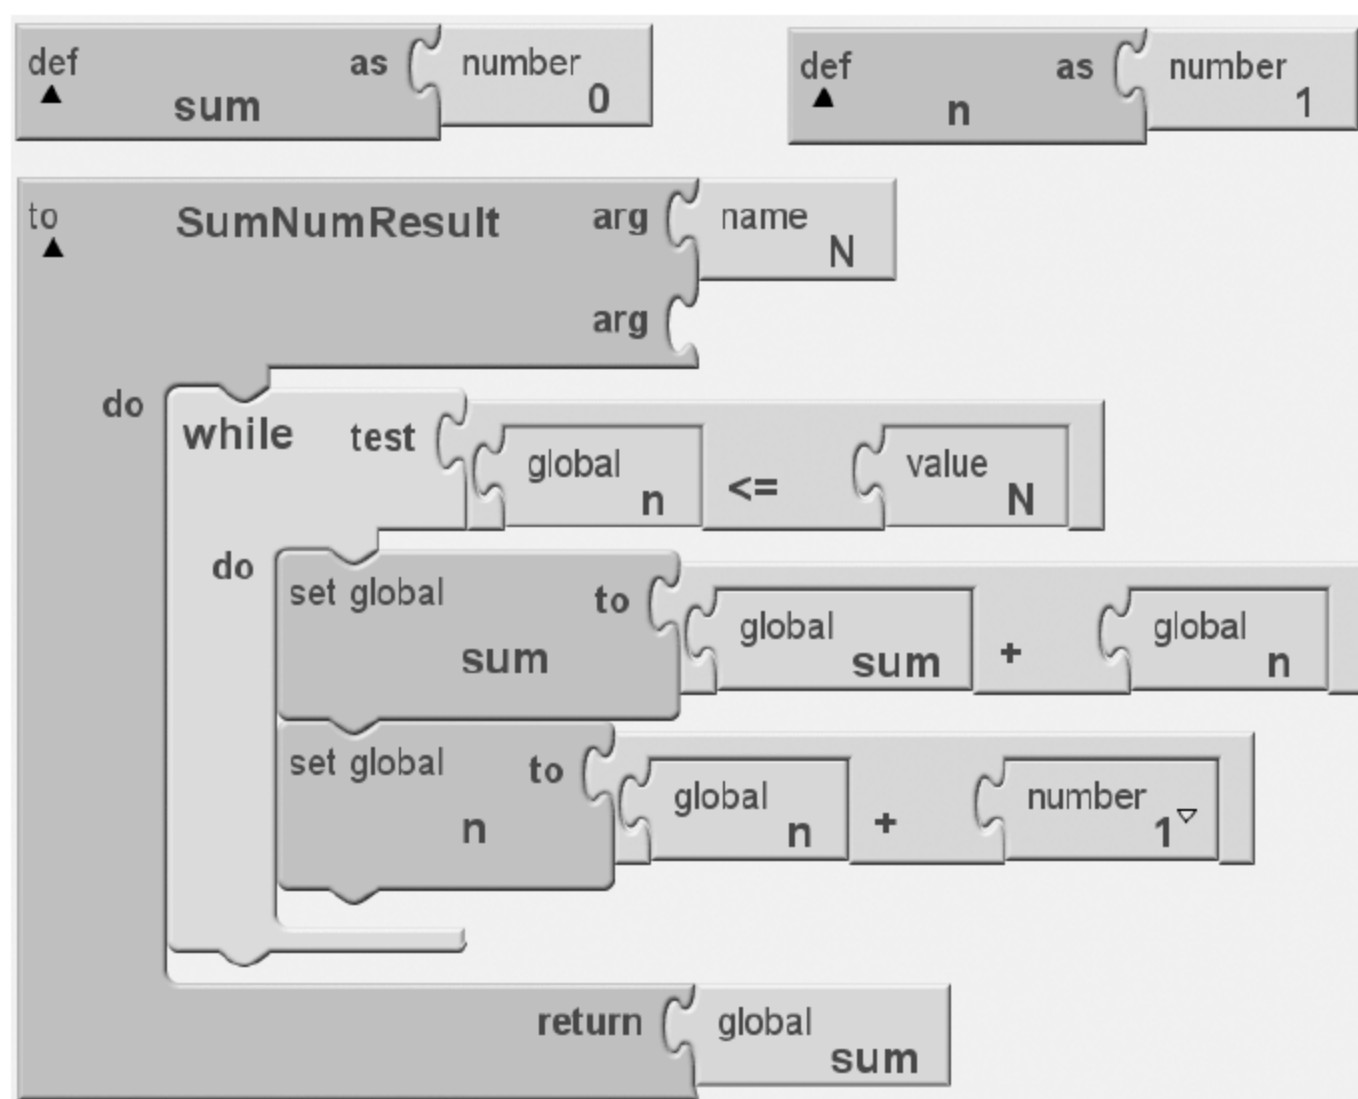 def as number 0
sum
def as number 1
n
to SumNumResult arg name N
arg
do while test global n <= value N
do set global sum to global sum + global n
set global n to global n + number 1
return global sum